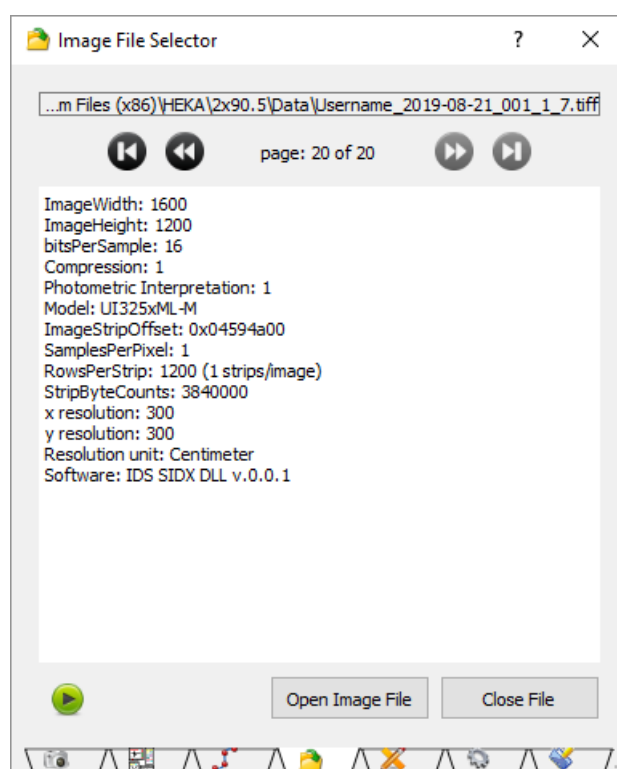 Image File Selector
...m Files (x86)\HEKA\2x90.5\Data\Username_2019-08-21_001_1_7.tiff
page: 20 of 20
ImageWidth: 1600
ImageHeight: 1200
bitsPerSample: 16
Compression: 1
Photometric Interpretation: 1
Model: UI325xML-M
ImageStripOffset: 0x04594a00
SamplesPerPixel: 1
RowsPerStrip: 1200 (1 strips/image)
StripByteCounts: 3840000
x resolution: 300
y resolution: 300
Resolution unit: Centimeter
Software: IDS SIDX DLL v.0.0.1
Open Image File Close File